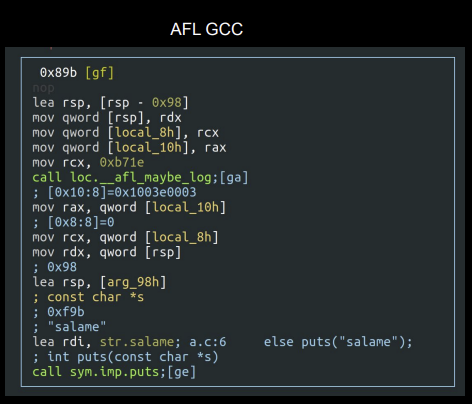 AFL GCC
0x89b [gf]
nop
lea rsp, [rsp - 0x98]
mov qword [rsp], rdx
mov qword [local_8h], rcx
mov qword [local_10h], rax
mov rcx, 0xb71e
call loc.__afl_maybe_log;[ga]
; [0x10:8]=0x1003e0003
mov rax, qword [local_10h]
; [0x8:8]=0
mov rcx, qword [local_8h]
mov rdx, qword [rsp]
; 0x98
lea rsp, [arg_98h]
; const char *s
; 0xf9b
; "salame"
lea rdi, str.salame; a.c:6     else puts("salame");
; int puts(const char *s)
call sym.imp.puts;[ge]